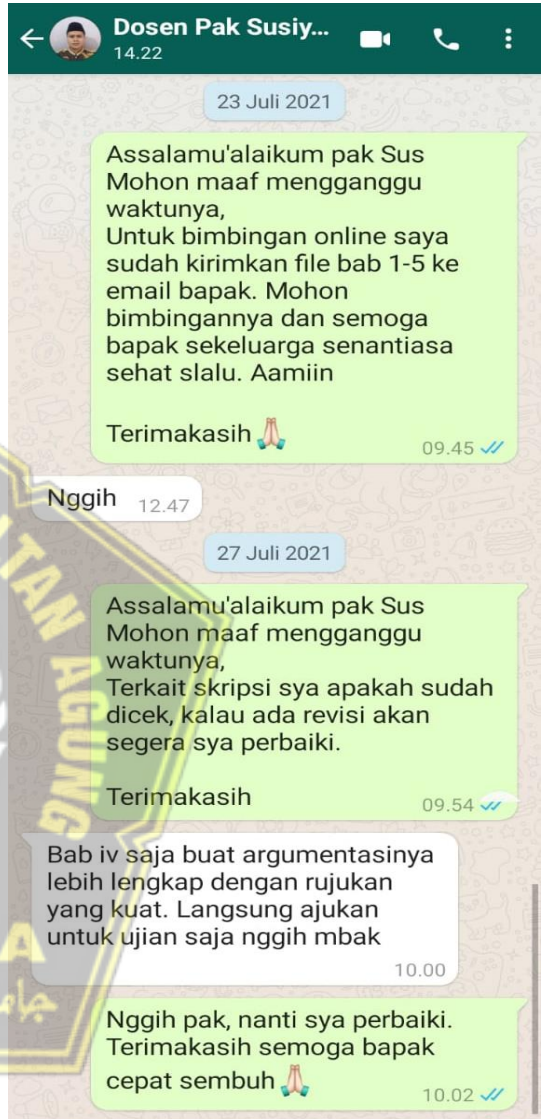 Dosen Pak Susiy...
14.22
23 Juli 2021
Assalamu'alaikum pak Sus
Mohon maaf mengganggu
waktunya,
Untuk bimbingan online saya
sudah kirimkan file bab 1-5 ke
email bapak. Mohon
bimbingannya dan semoga
bapak sekeluarga senantiasa
sehat slalu. Aamiin
Terimakasih 🙏🏻
09.45
Nggih 12.47
27 Juli 2021
Assalamu'alaikum pak Sus
Mohon maaf mengganggu
waktunya,
Terkait skripsi sya apakah sudah
dicek, kalau ada revisi akan
segera sya perbaiki.
Terimakasih
09.54
Bab iv saja buat argumentasinya
lebih lengkap dengan rujukan
yang kuat. Langsung ajukan
untuk ujian saja nggih mbak
10.00
Nggih pak, nanti sya perbaiki.
Terimakasih semoga bapak
cepat sembuh 🙏🏻
10.02
AGUNG